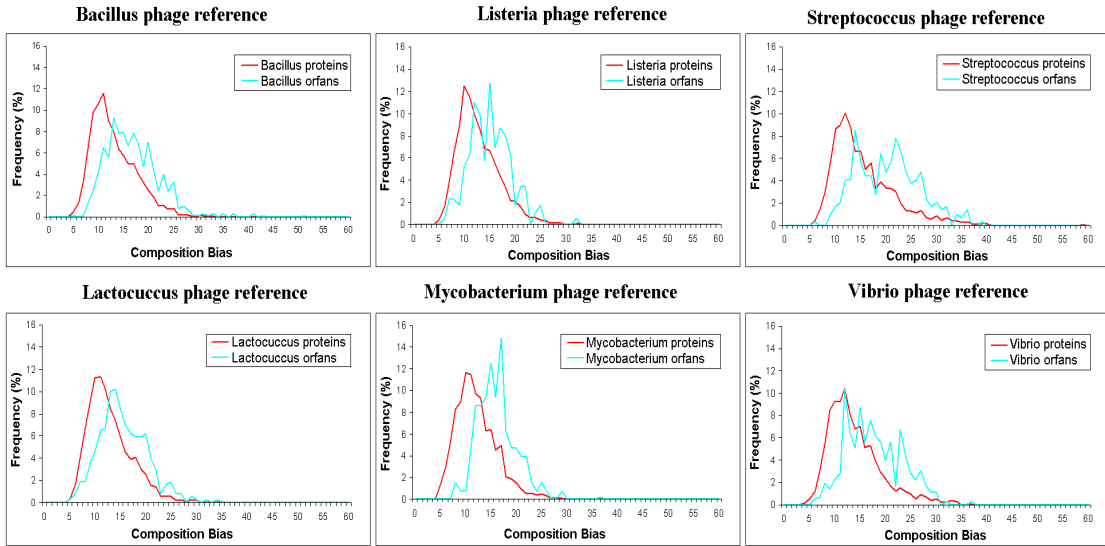 Bacillus phage reference
Listeria phage reference
Streptococcus phage reference
16
14
12
10
8
6
4
2
0
Frequency (%)
Bacillus proteins
Bacillus orfans
0 5 10 15 20 25 30 35 40 45 50 55 60
Composition Bias
16
14
12
10
8
6
4
2
0
Frequency (%)
Listeria proteins
Listeria orfans
0 5 10 15 20 25 30 35 40 45 50 55 60
Composition Bias
16
14
12
10
8
6
4
2
0
Frequency (%)
Streptococcus proteins
Streptococcus orfans
0 5 10 15 20 25 30 35 40 45 50 55 60
Composition Bias
Lactocuccus phage reference
Mycobacterium phage reference
Vibrio phage reference
16
14
12
10
8
6
4
2
0
Frequency (%)
Lactocuccus proteins
Lactocuccus orfans
0 5 10 15 20 25 30 35 40 45 50 55 60
Composition Bias
16
14
12
10
8
6
4
2
0
Frequency (%)
Mycobacterium proteins
Mycobacterium orfans
0 5 10 15 20 25 30 35 40 45 50 55 60
Composition Bias
16
14
12
10
8
6
4
2
0
Frequency (%)
Vibrio proteins
Vibrio orfans
0 5 10 15 20 25 30 35 40 45 50 55 60
Composition Bias